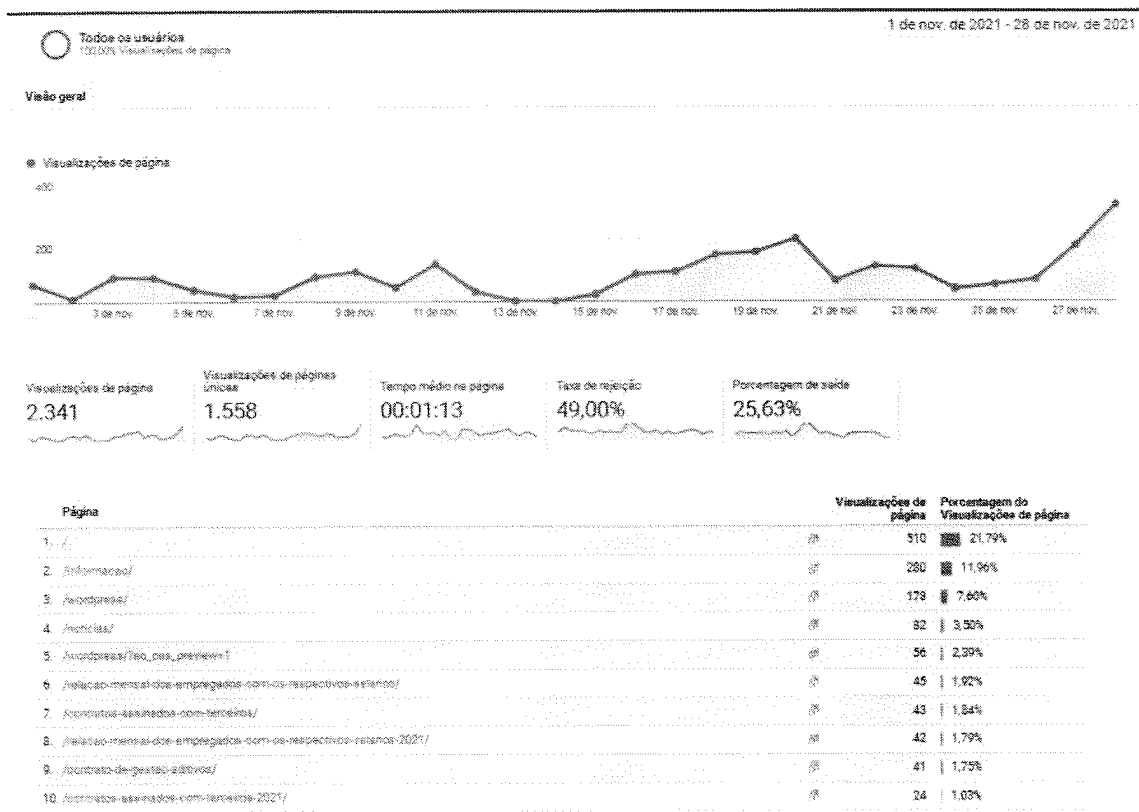 1 de nov. de 2021 - 28 de nov. de 2021
Todos os usuários
100,00% Visualizações de página
Visão geral
Visualizações de página
400
200
3 de nov. 5 de nov. 7 de nov. 9 de nov. 11 de nov. 13 de nov. 15 de nov. 17 de nov. 19 de nov. 21 de nov. 23 de nov. 25 de nov. 27 de nov.
Visualizações de página
2.341
Visualizações de páginas
únicas
1.558
Tempo médio na página
00:01:13
Taxa de rejeição
49,00%
Porcentagem de saída
25,63%
Página Visualizações de página Porcentagem do Visualizações de página
1. / 510 21,79%
2. /informacao/ 280 11,96%
3. /wordpress/ 178 7,60%
4. /noticias/ 82 3,50%
5. 56 2,39%
6. /relacao-mensal-dos-empregados-com-os-respectivos-salarios/ 45 1,92%
7. /contratos-assinados-com-terceiros/ 43 1,84%
8. /relacao-mensal-dos-empregados-com-os-respectivos-salarios-2021/ 42 1,79%
9. /contrato-de-gestao-aditivos/ 41 1,75%
10. /contratos-assinados-com-terceiros-2021/ 24 1,03%